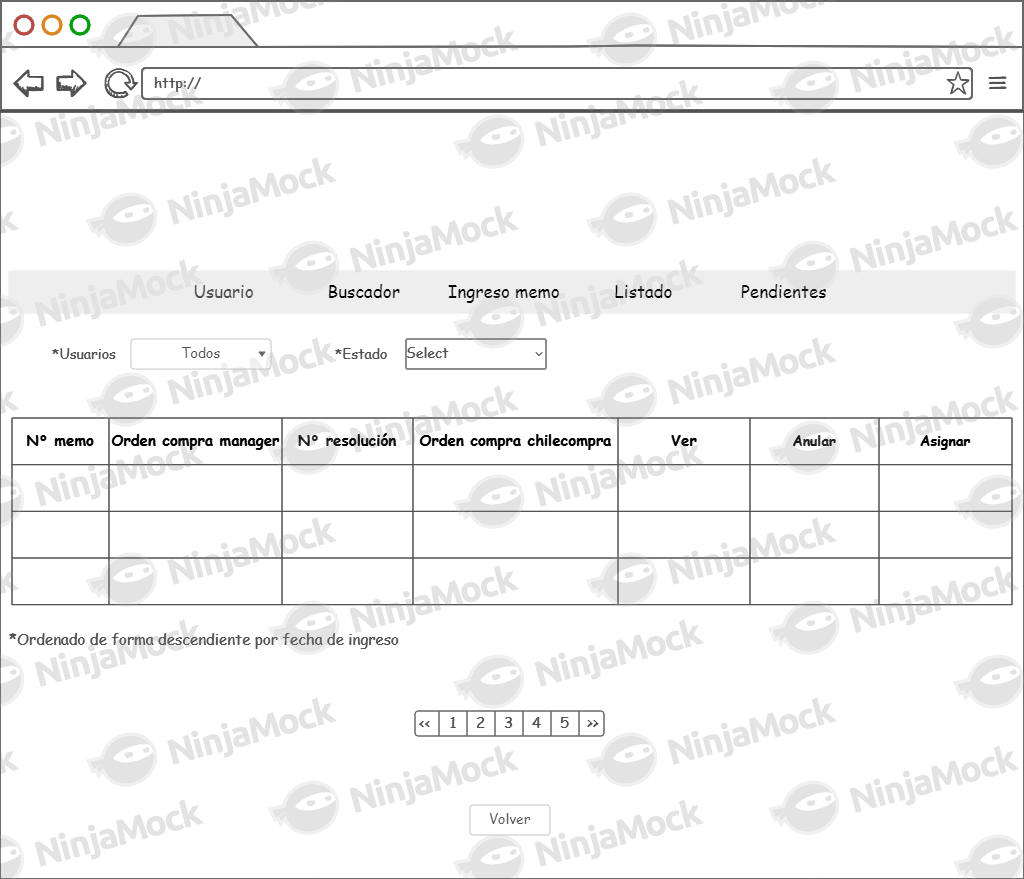 http://
Usuario Buscador Ingreso memo Listado Pendientes
*Usuarios Todos *Estado Select
N° memo Orden compra manager N° resolución Orden compra chilecompra Ver Anular Asignar
*Ordenado de forma descendiente por fecha de ingreso
<< 1 2 3 4 5 >>
Volver
NinjaMock